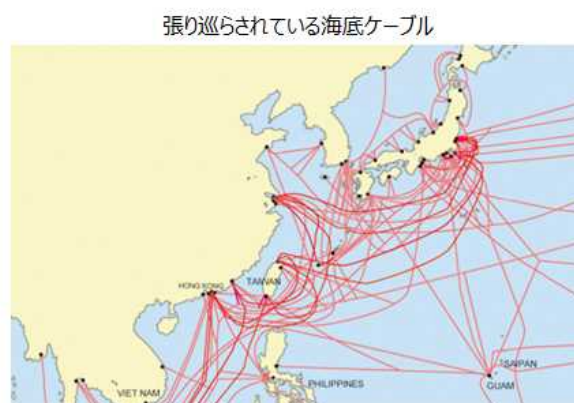 張り巡らされている海底ケーブル
HONG KONG
TAIWAN
SAIPAN
GUAM
VIET NAM
PHILIPPINES